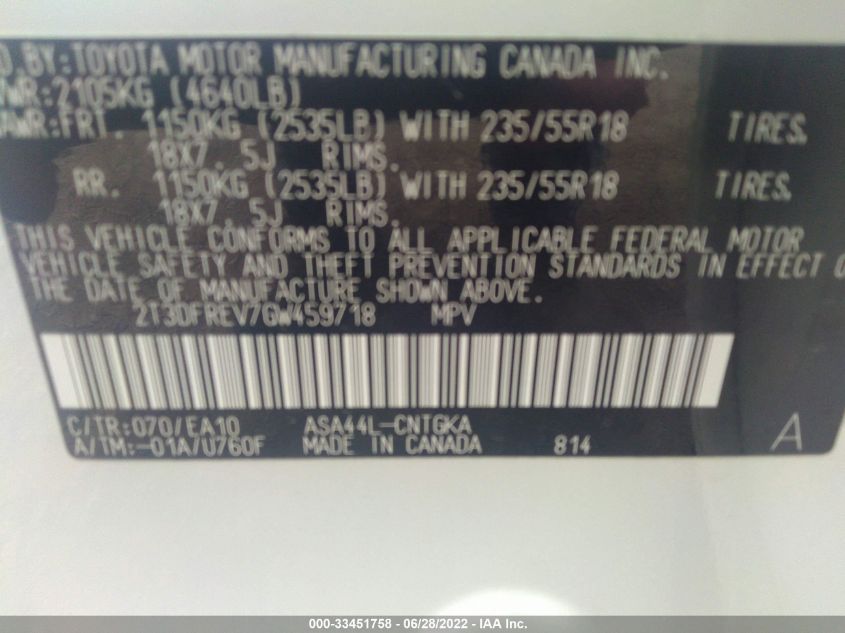 D. BY:TOYOTA MOTOR MANUFACTURING CANADA INC.
VWR:2105KG (4640LB)
AWR:FRT. 1150KG (2535LB) WITH 235/55R18 TIRES.
18X7. 5J RIMS.
RR. 1150KG (2535LB) WITH 235/55R18 TIRES.
18X7. 5J RIMS.
THIS VEHICLE CONFORMS TO ALL APPLICABLE FEDERAL MOTOR
VEHICLE SAFETY AND THEFT PREVENTION STANDARDS IN EFFECT O
THE DATE OF MANUFACTURE SHOWN ABOVE.
2T3DFREV7GW459718 MPV
C/TR:070/EA10 ASA44L-CNTGKA
A/TM:-01A/U760F MADE IN CANADA 814 A
000-33451758 - 06/28/2022 - IAA Inc.